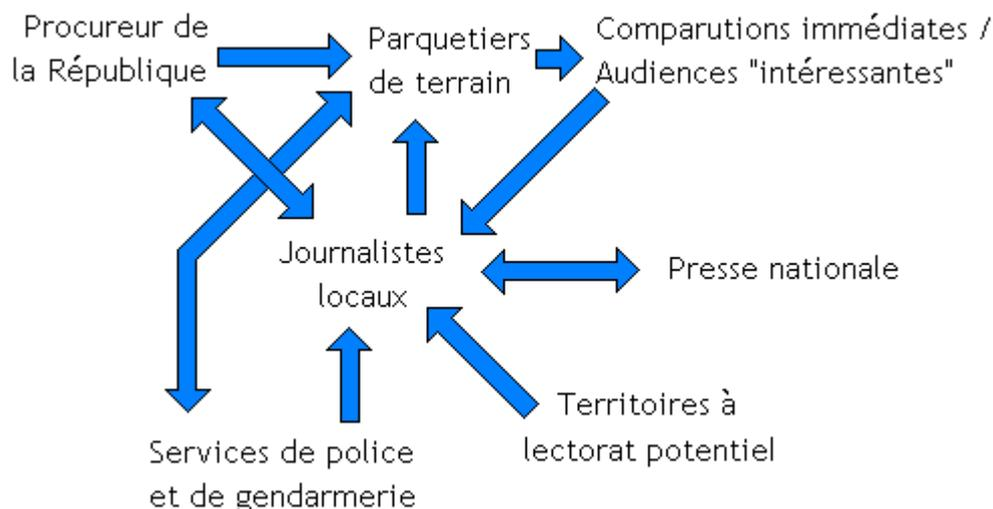 Procureur de
la République
Parquetiers
de terrain
Comparutions immédiates /
Audiences "intéressantes"
Journalistes
locaux
Presse nationale
Territoires à
lectorat potentiel
Services de police
et de gendarmerie